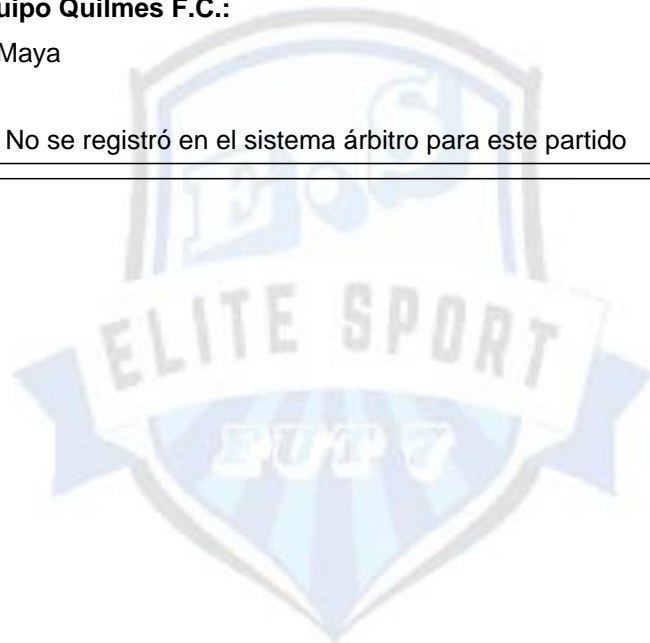 uipo Quilmes F.C.:
Maya
No se registró en el sistema árbitro para este partido
E.S
ELITE SPORT
FUT 7